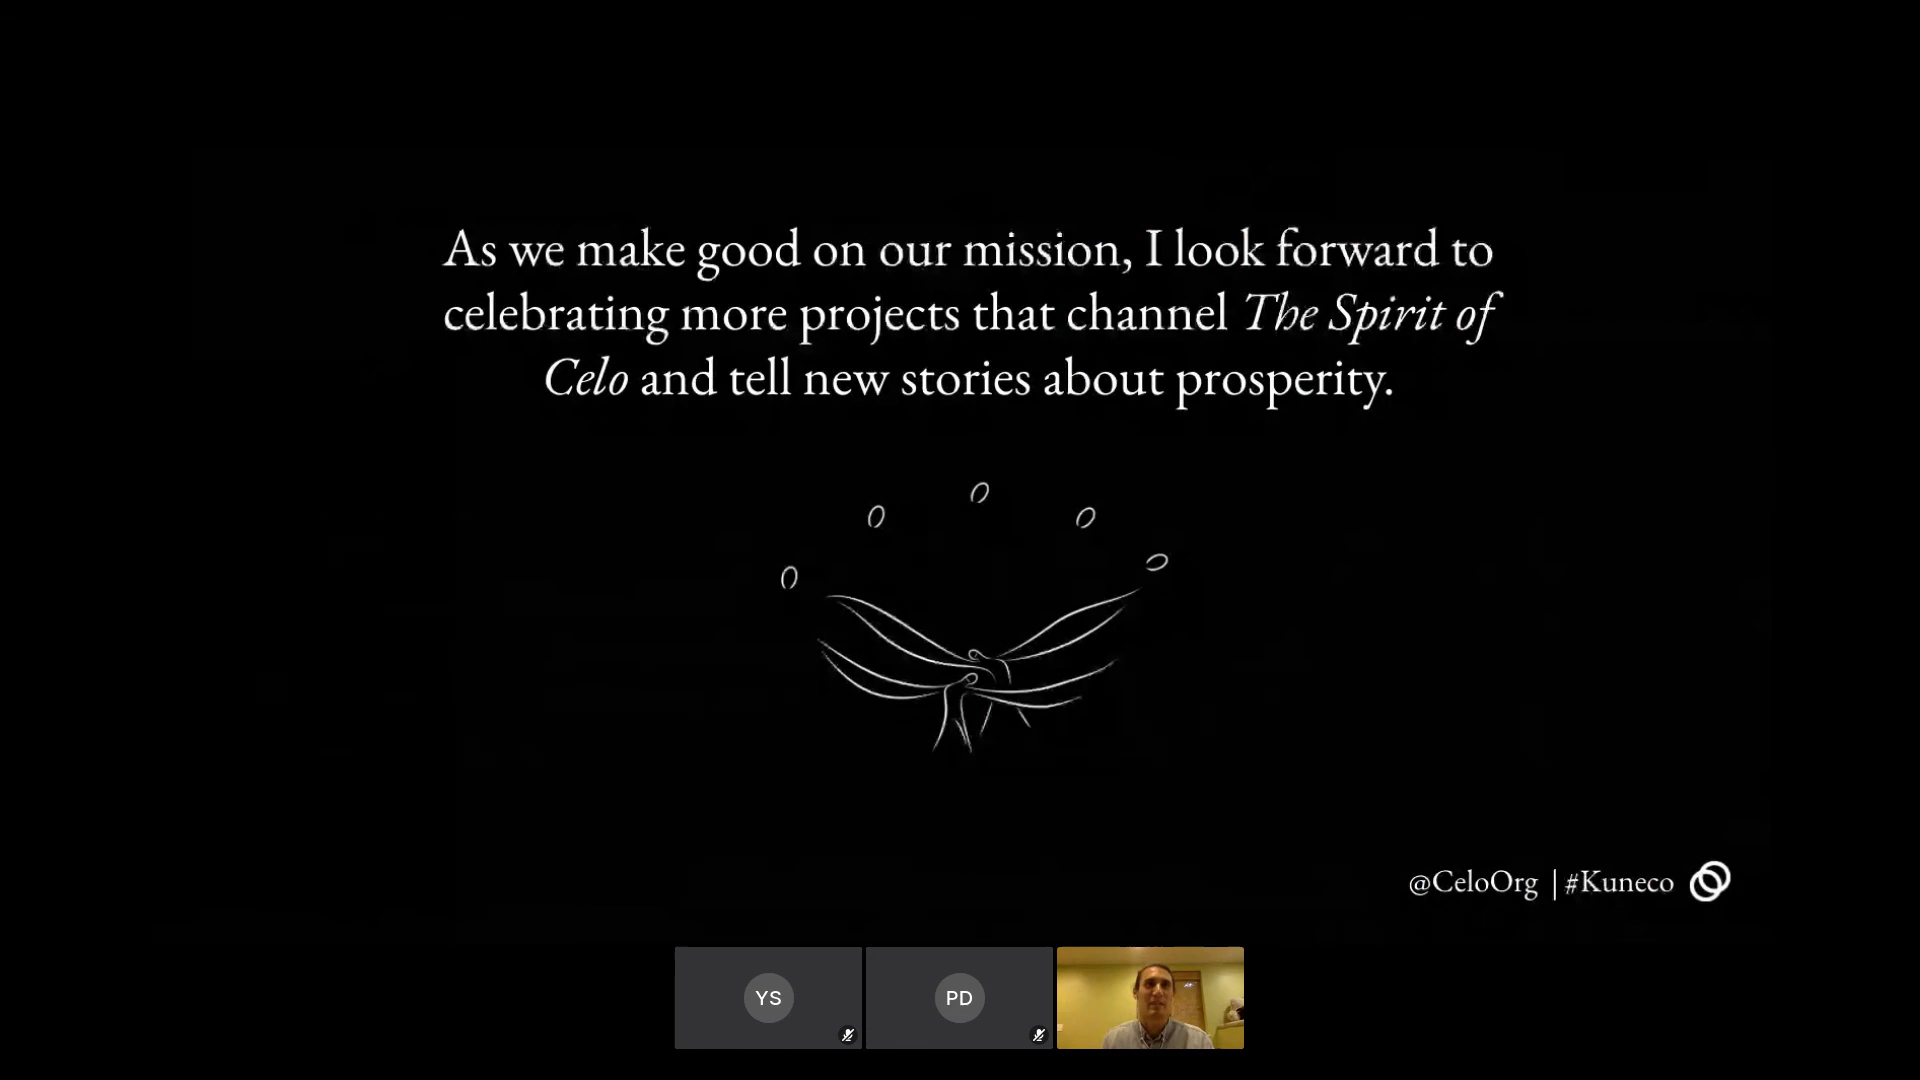 As we make good on our mission, I look forward to
celebrating more projects that channel The Spirit of
Celo and tell new stories about prosperity.
@CeloOrg | #Kuneco
YS
PD